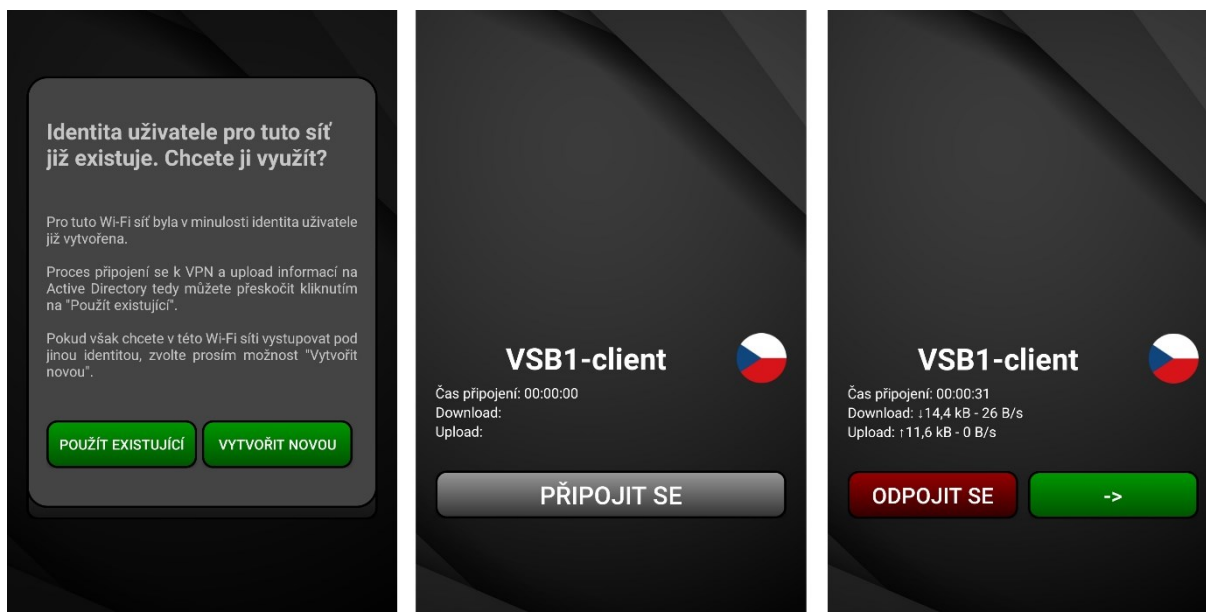 Identita uživatele pro tuto síť
již existuje. Chcete ji využít?
Pro tuto Wi-Fi síť byla v minulosti identita uživatele
již vytvořena.
Proces připojení se k VPN a upload informací na
Active Directory tedy můžete přeskočit kliknutím
na "Použít existující".
Pokud však chcete v této Wi-Fi síti vystupovat pod
jinou identitou, zvolte prosím možnost "Vytvořit
novou".
POUŽÍT EXISTUJÍCÍ
VYTVOŘIT NOVOU
VSB1-client
Čas připojení: 00:00:00
Download:
Upload:
PŘIPOJIT SE
VSB1-client
Čas připojení: 00:00:31
Download: ↓14,4 kB - 26 B/s
Upload: ↑11,6 kB - 0 B/s
ODPOJIT SE
->